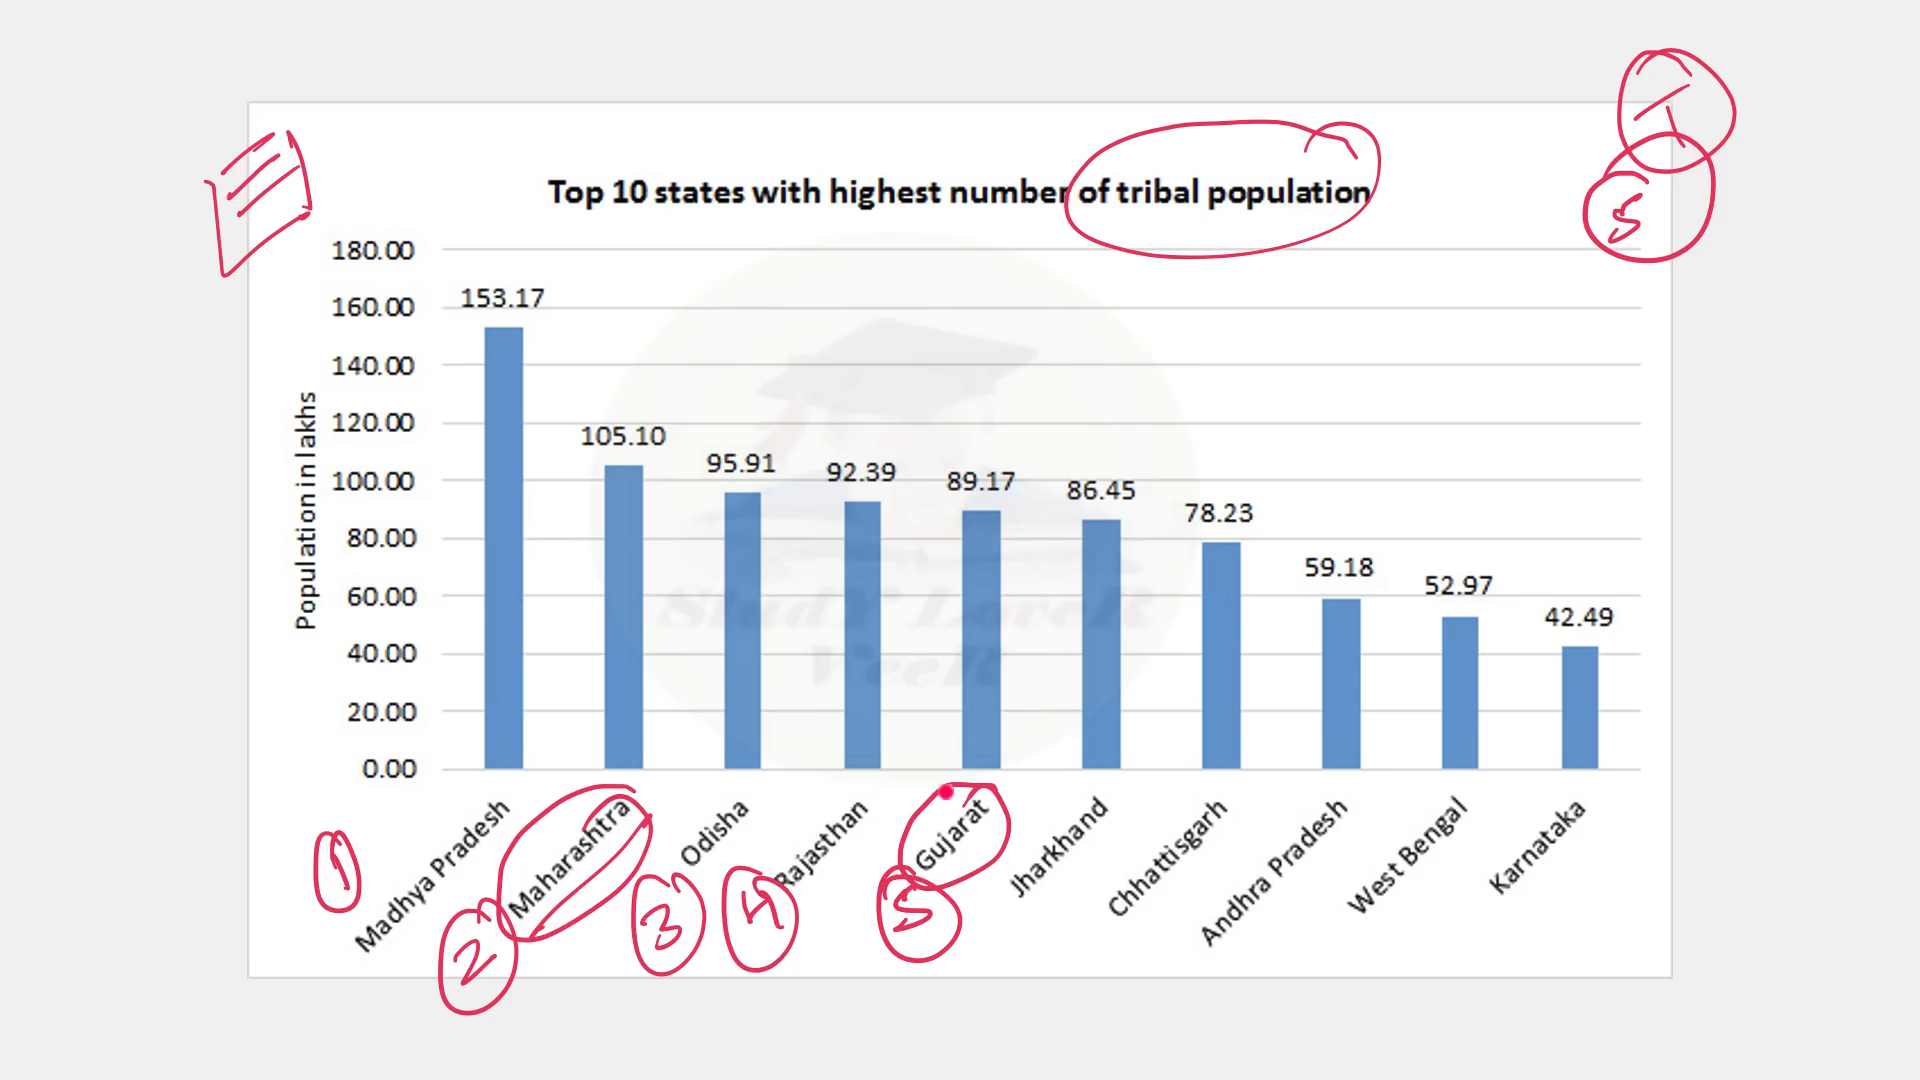 Top 10 states with highest number of tribal population
180.00
160.00
140.00
120.00
100.00
80.00
60.00
40.00
20.00
0.00
Population in lakhs
153.17
105.10
95.91
92.39
89.17
86.45
78.23
59.18
52.97
42.49
StudY LoveR
VeeR
Madhya Pradesh
Maharashtra
Odisha
Rajasthan
Gujarat
Jharkhand
Chhattisgarh
Andhra Pradesh
West Bengal
Karnataka
1
2
3
4
5
5